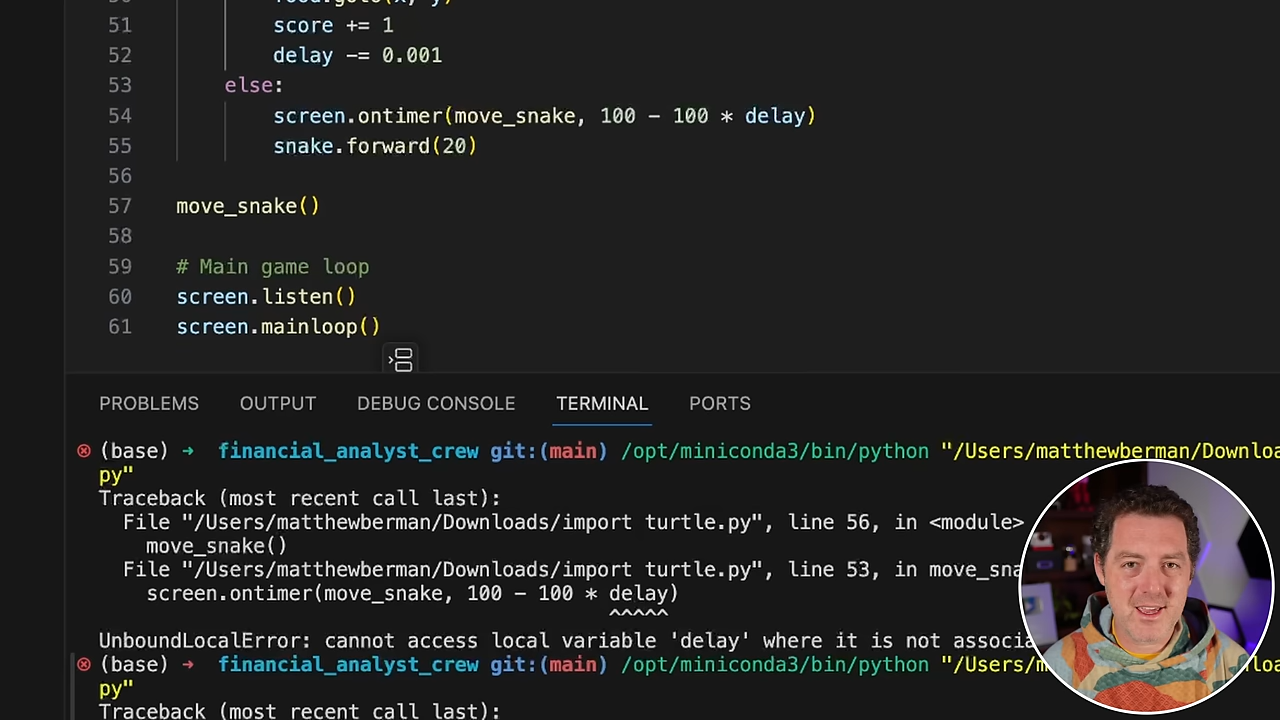 51 score += 1
52 delay -= 0.001
53 else:
54 screen.ontimer(move_snake, 100 - 100 * delay)
55 snake.forward(20)
56
57 move_snake()
58
59 # Main game loop
60 screen.listen()
61 screen.mainloop()
PROBLEMS OUTPUT DEBUG CONSOLE TERMINAL PORTS
(base) ➜ financial_analyst_crew git:(main) /opt/miniconda3/bin/python "/Users/matthewberman/Downloa
py"
Traceback (most recent call last):
File "/Users/matthewberman/Downloads/import turtle.py", line 56, in <module>
move_snake()
File "/Users/matthewberman/Downloads/import turtle.py", line 53, in move_sna
screen.ontimer(move_snake, 100 - 100 * delay)
^^^^^
UnboundLocalError: cannot access local variable 'delay' where it is not associa
(base) ➜ financial_analyst_crew git:(main) /opt/miniconda3/bin/python "/Users/m
py"
Traceback (most recent call last):